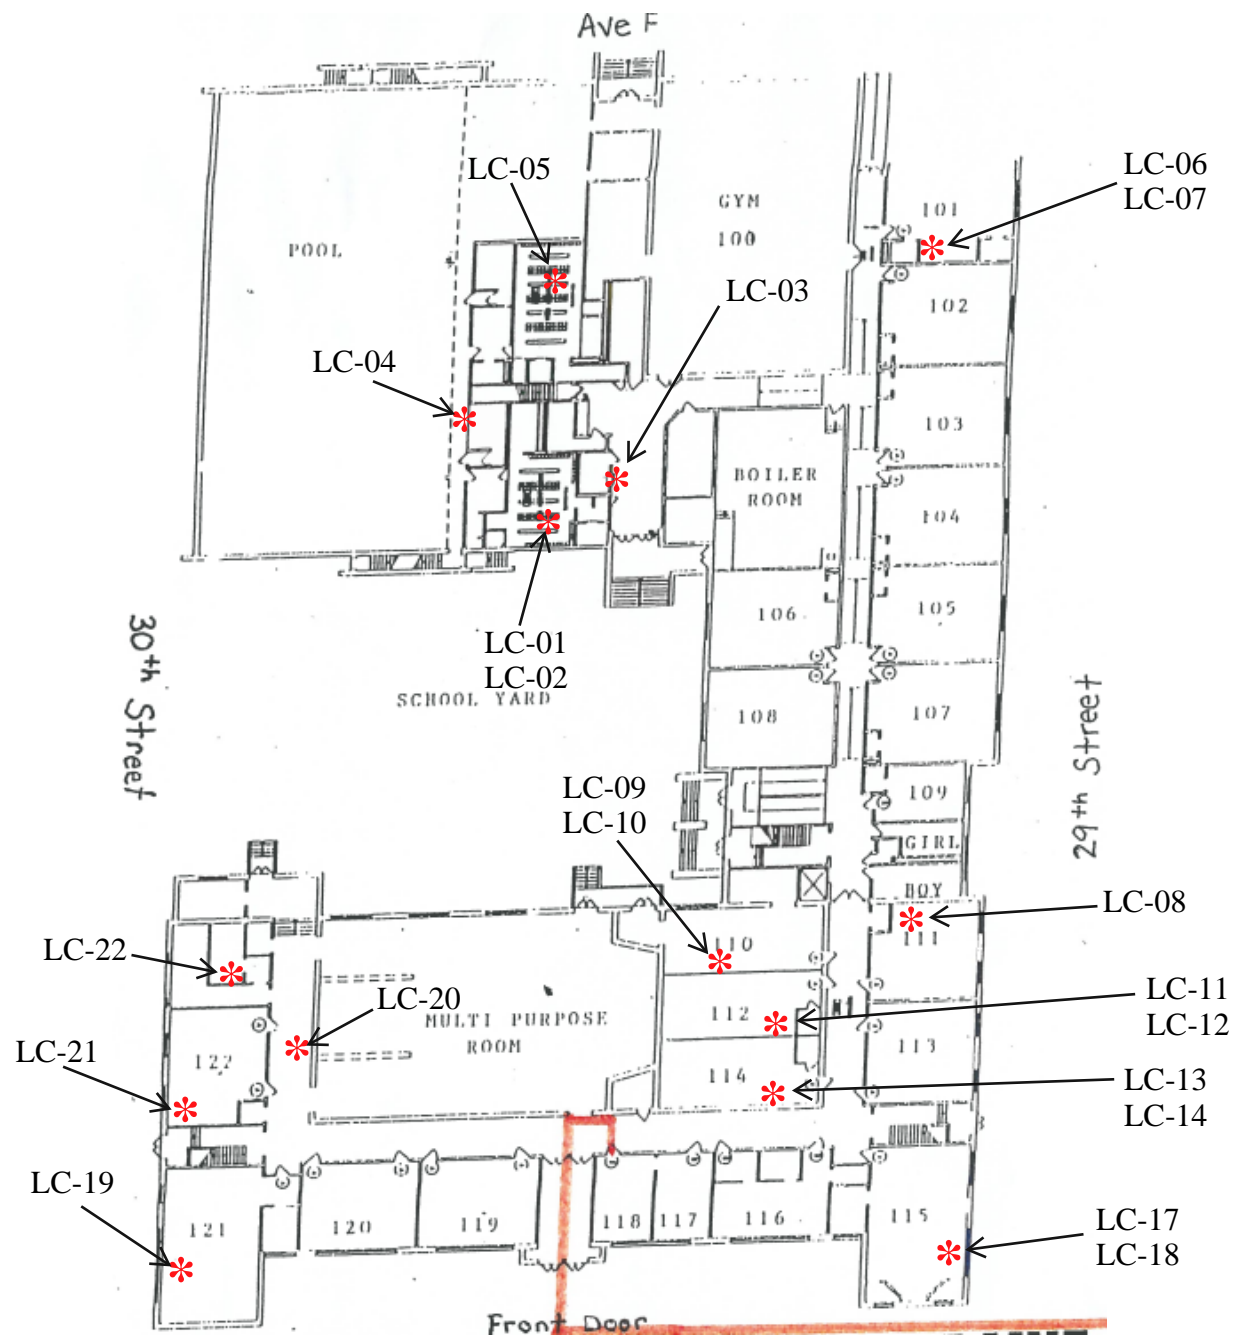 Ave F
LC-05
LC-06
LC-07
101
GYM
100
POOL
LC-03
102
LC-04
103
BOILER
ROOM
104
105
106
LC-01
LC-02
30th Street
SCHOOL YARD
29th Street
107
108
LC-09
LC-10
109
GIRL
BOY
LC-08
111
110
LC-22
LC-20
LC-11
LC-12
112
MULTI PURPOSE
ROOM
113
LC-21
122
114
LC-13
LC-14
LC-19
121
120
119
118
117
116
115
LC-17
LC-18
Front Door